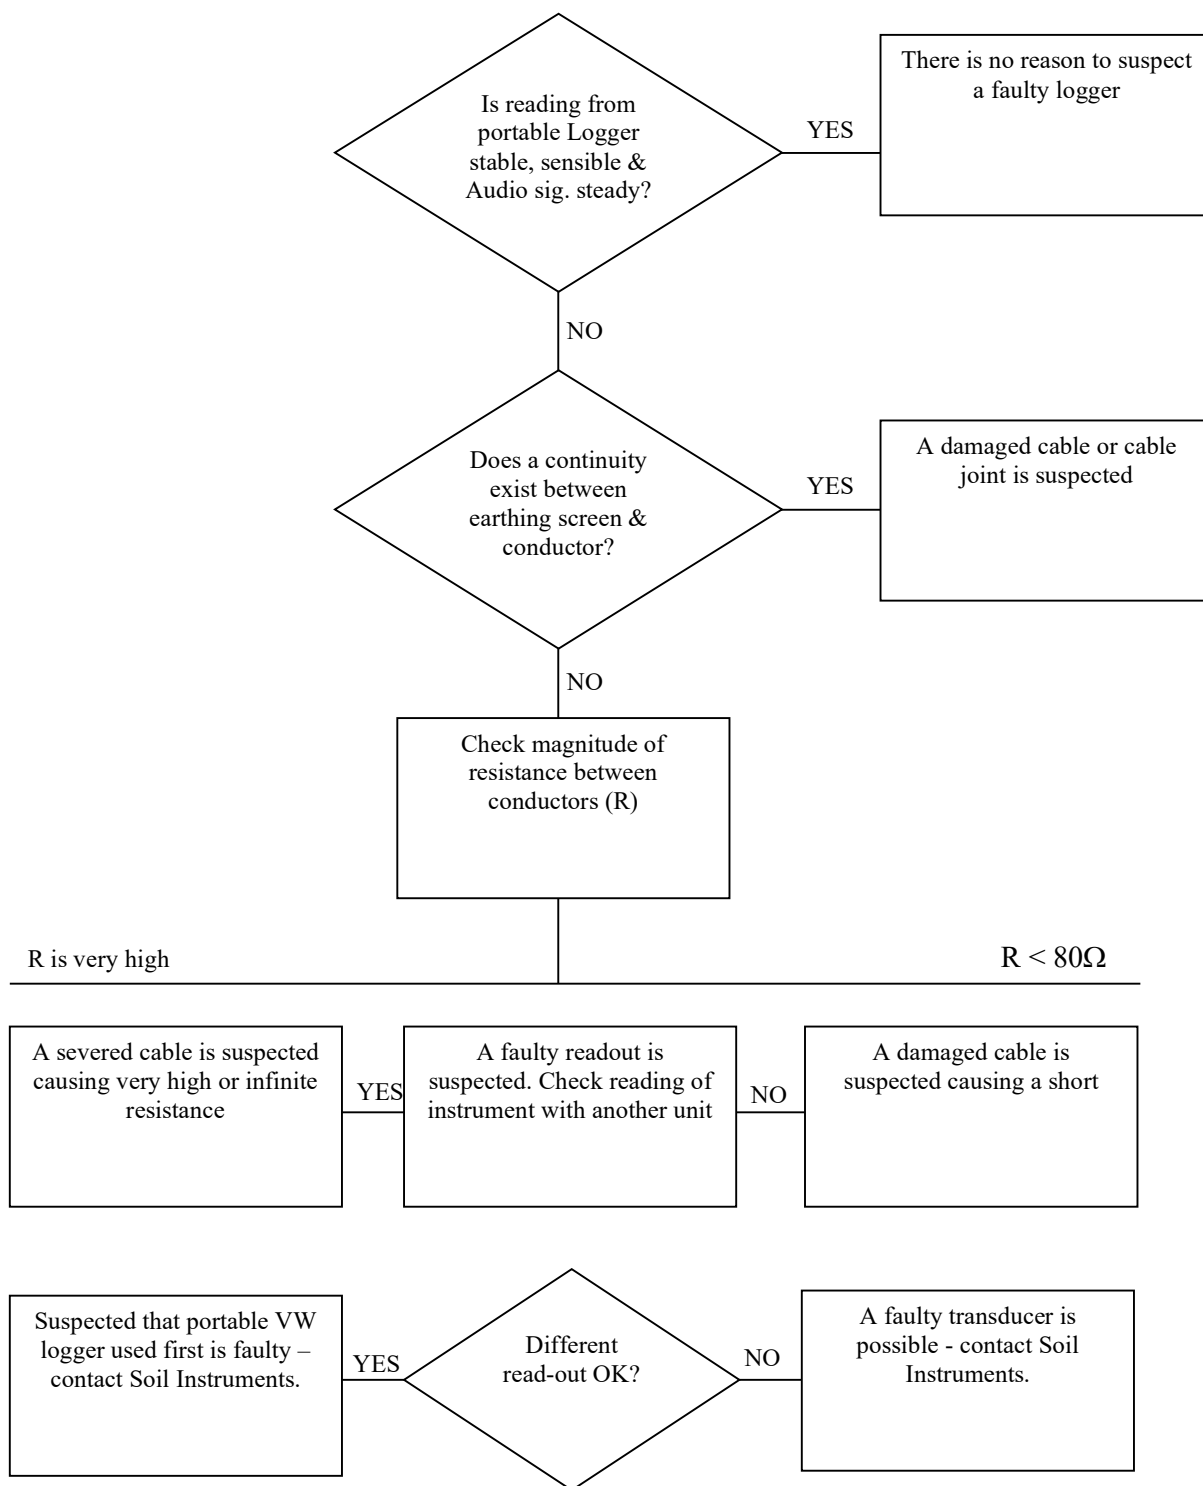 Is reading from
portable Logger
stable, sensible &
Audio sig. steady?
YES
There is no reason to suspect
a faulty logger
NO
Does a continuity
exist between
earthing screen &
conductor?
YES
A damaged cable or cable
joint is suspected
NO
Check magnitude of
resistance between
conductors (R)
R is very high
R < 80Ω
A severed cable is suspected
causing very high or infinite
resistance
YES
A faulty readout is
suspected. Check reading of
instrument with another unit
NO
A damaged cable is
suspected causing a short
Suspected that portable VW
logger used first is faulty –
contact Soil Instruments.
YES
Different
read-out OK?
NO
A faulty transducer is
possible - contact Soil
Instruments.